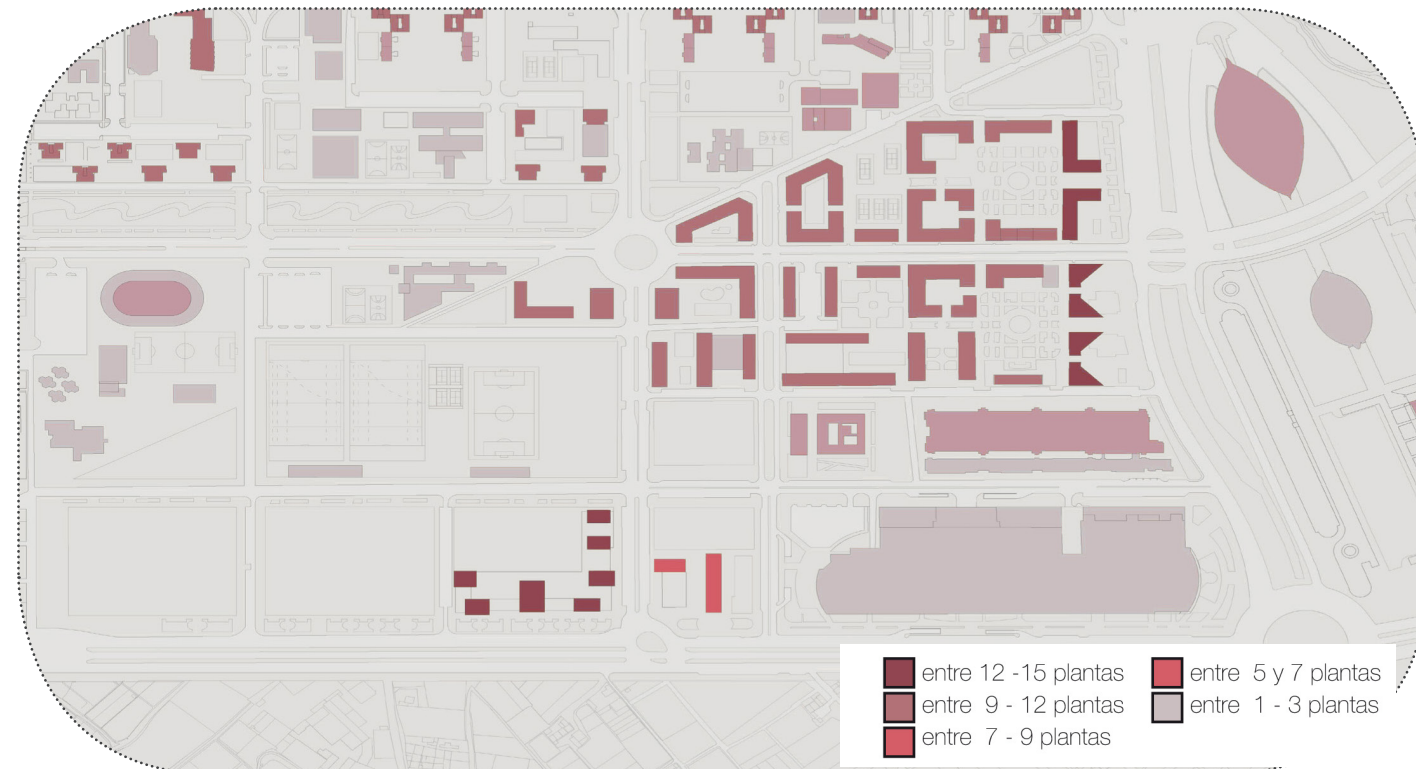 entre 12 -15 plantas
entre 9 - 12 plantas
entre 7 - 9 plantas
entre 5 y 7 plantas
entre 1 - 3 plantas